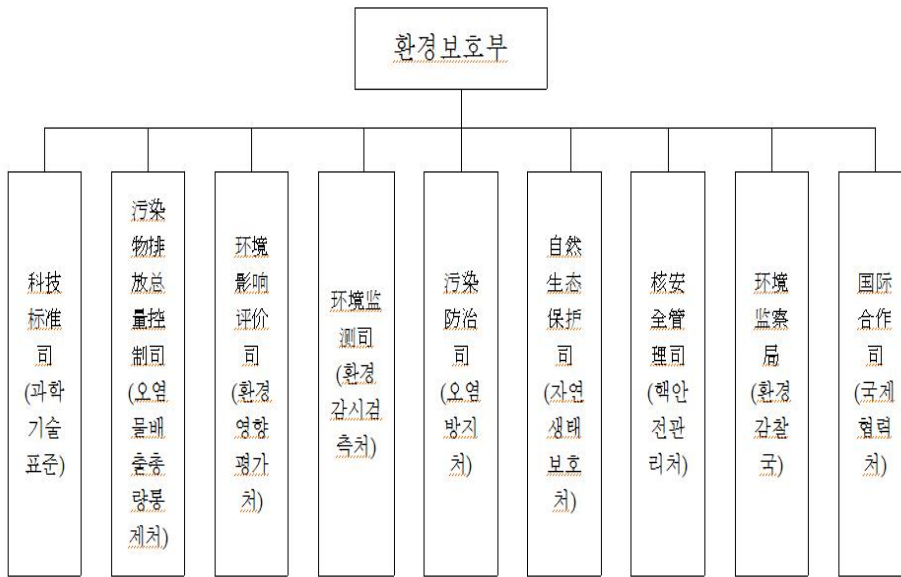 환경보호부
科技
标准
司
(과학
기술
표준)
污染
物排
放总
量控
制司
(오염
물배
출총
량통
제처)
环境
影响
评价
司
(환경
영향
평가
처)
环境监
测司
(환경
감시검
측처)
污染
防治
司
(오염
방지
처)
自然
生态
保护
司
(자연
생태
보호
처)
核安
全管
理司
(핵안
전관
리처)
环境
监察
局
(환경
감찰
국)
国际
合作
司
(국제
협력
처)